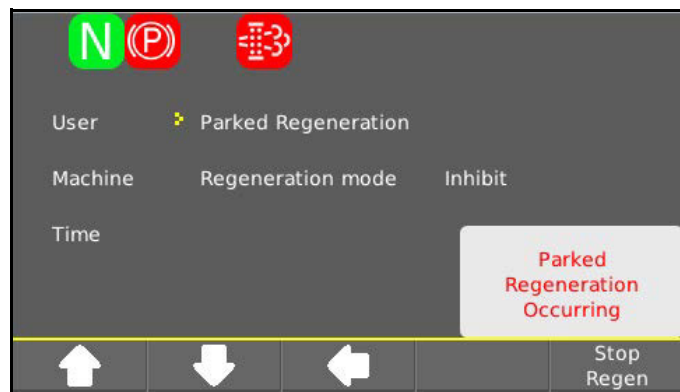 N (P)
User Parked Regeneration
Machine Regeneration mode Inhibit
Time
Parked
Regeneration
Occurring
Stop
Regen